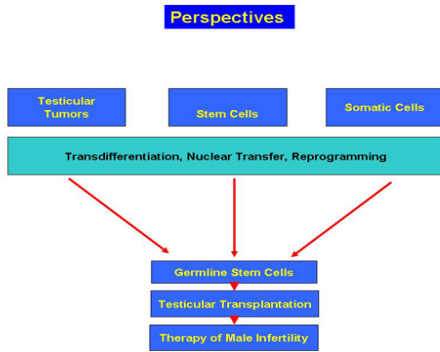 Perspectives
Testicular
Tumors
Stem Cells
Somatic Cells
Transdifferentiation, Nuclear Transfer, Reprogramming
Germline Stem Cells
Testicular Transplantation
Therapy of Male Infertility